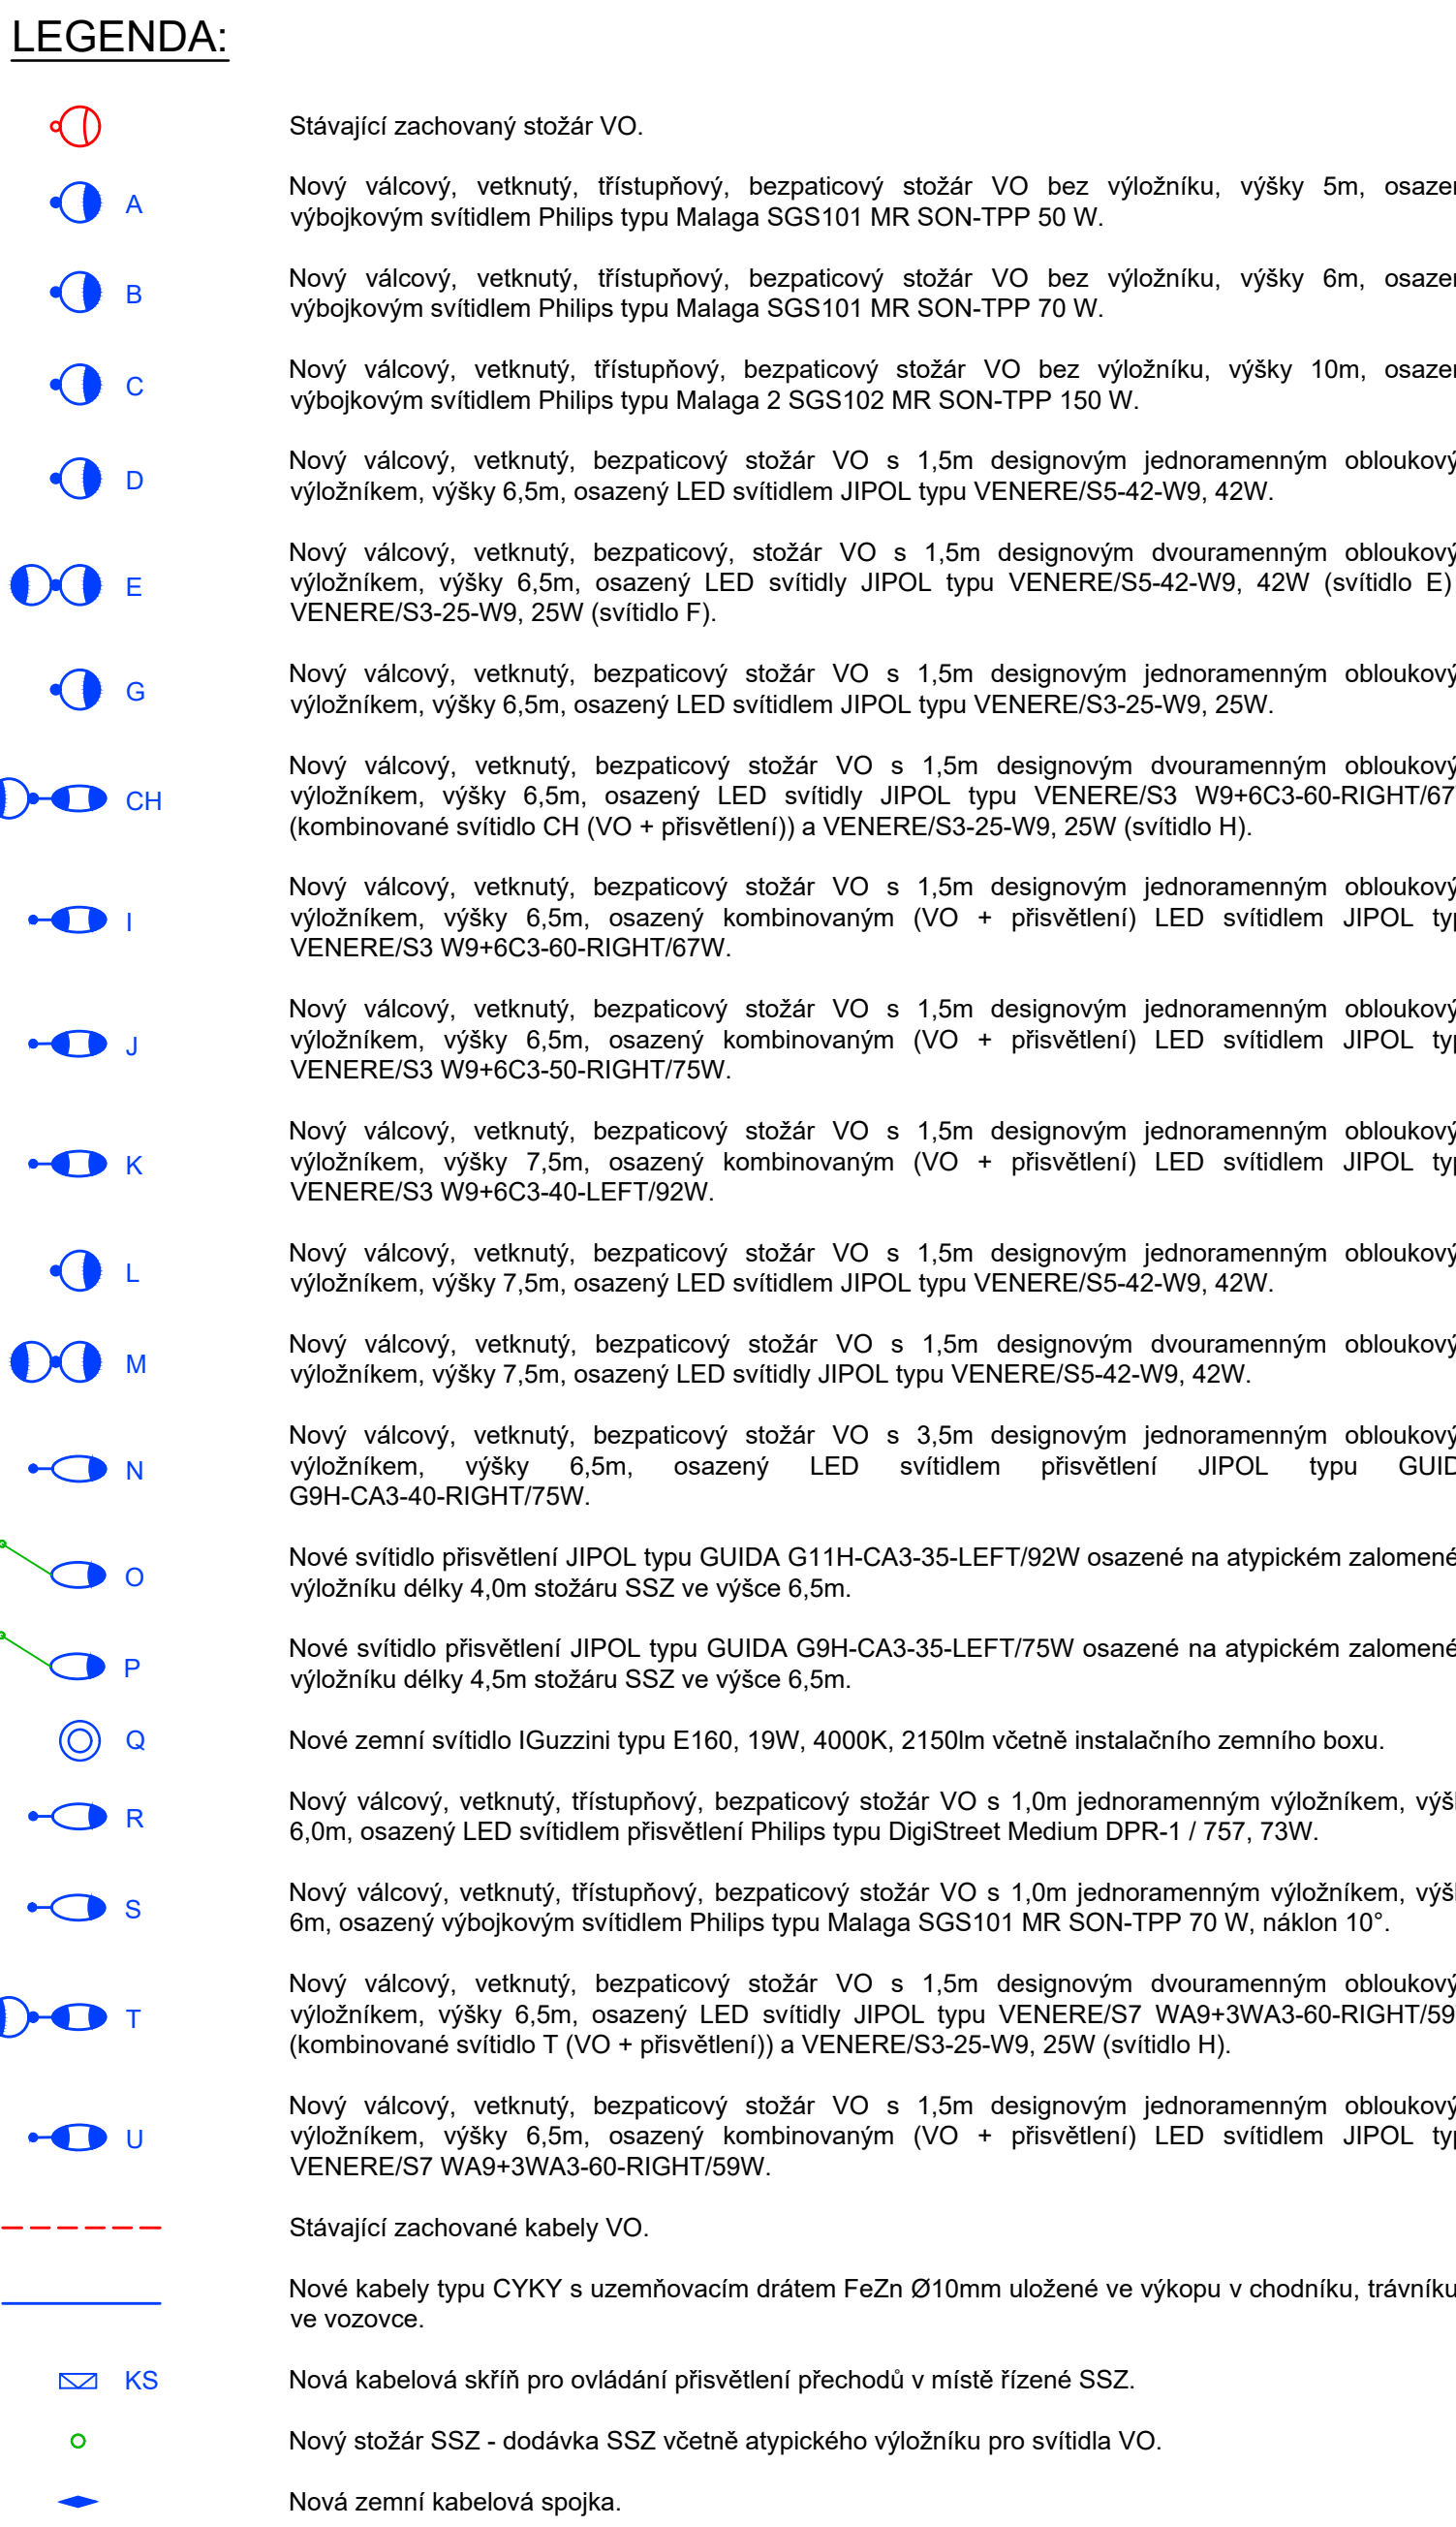 LEGENDA:
Stávající zachovaný stožár VO.
A
Nový válcový, vetknutý, třístupňový, bezpaticový stožár VO bez výložníku, výšky 5m,
výbojkovým svítidlem Philips typu Malaga SGS101 MR SON-TPP 50 W.
B
Nový válcový, vetknutý, třístupňový, bezpaticový stožár VO bez výložníku, výšky 6m,
výbojkovým svítidlem Philips typu Malaga SGS101 MR SON-TPP 70 W.
C
Nový válcový, vetknutý, třístupňový, bezpaticový stožár VO bez výložníku, výšky 10m,
výbojkovým svítidlem Philips typu Malaga 2 SGS102 MR SON-TPP 150 W.
D
Nový válcový, vetknutý, bezpaticový stožár VO s 1,5m designovým jednoramenným
výložníkem, výšky 6,5m, osazený LED svítidlem JIPOL typu VENERE/S5-42-W9, 42W.
E
Nový válcový, vetknutý, bezpaticový, stožár VO s 1,5m designovým dvouramenným
výložníkem, výšky 6,5m, osazený LED svítidly JIPOL typu VENERE/S5-42-W9, 42W (svítidlo E)
VENERE/S3-25-W9, 25W (svítidlo F).
G
Nový válcový, vetknutý, bezpaticový stožár VO s 1,5m designovým jednoramenným
výložníkem, výšky 6,5m, osazený LED svítidlem JIPOL typu VENERE/S3-25-W9, 25W.
CH
Nový válcový, vetknutý, bezpaticový stožár VO s 1,5m designovým dvouramenným
výložníkem, výšky 6,5m, osazený LED svítidly JIPOL typu VENERE/S3 W9+6C3-60-RIGHT/67
(kombinované svítidlo CH (VO + přisvětlení)) a VENERE/S3-25-W9, 25W (svítidlo H).
I
Nový válcový, vetknutý, bezpaticový stožár VO s 1,5m designovým jednoramenným
výložníkem, výšky 6,5m, osazený kombinovaným (VO + přisvětlení) LED svítidlem JIPOL
VENERE/S3 W9+6C3-60-RIGHT/67W.
J
Nový válcový, vetknutý, bezpaticový stožár VO s 1,5m designovým jednoramenným
výložníkem, výšky 6,5m, osazený kombinovaným (VO + přisvětlení) LED svítidlem JIPOL
VENERE/S3 W9+6C3-50-RIGHT/75W.
K
Nový válcový, vetknutý, bezpaticový stožár VO s 1,5m designovým jednoramenným
výložníkem, výšky 7,5m, osazený kombinovaným (VO + přisvětlení) LED svítidlem JIPOL
VENERE/S3 W9+6C3-40-LEFT/92W.
L
Nový válcový, vetknutý, bezpaticový stožár VO s 1,5m designovým jednoramenným
výložníkem, výšky 7,5m, osazený LED svítidlem JIPOL typu VENERE/S5-42-W9, 42W.
M
Nový válcový, vetknutý, bezpaticový stožár VO s 1,5m designovým dvouramenným
výložníkem, výšky 7,5m, osazený LED svítidly JIPOL typu VENERE/S5-42-W9, 42W.
N
Nový válcový, vetknutý, bezpaticový stožár VO s 3,5m designovým jednoramenným
výložníkem, výšky 6,5m, osazený LED svítidlem přisvětlení JIPOL typu
G9H-CA3-40-RIGHT/75W.
O
Nové svítidlo přisvětlení JIPOL typu GUIDA G11H-CA3-35-LEFT/92W osazené na atypickém
výložníku délky 4,0m stožáru SSZ ve výšce 6,5m.
P
Nové svítidlo přisvětlení JIPOL typu GUIDA G9H-CA3-35-LEFT/75W osazené na atypickém
výložníku délky 4,5m stožáru SSZ ve výšce 6,5m.
Q
Nové zemní svítidlo IGuzzini typu E160, 19W, 4000K, 2150lm včetně instalačního zemního boxu.
R
Nový válcový, vetknutý, třístupňový, bezpaticový stožár VO s 1,0m jednoramenným výložníkem,
6,0m, osazený LED svítidlem přisvětlení Philips typu DigiStreet Medium DPR-1 / 757, 73W.
S
Nový válcový, vetknutý, třístupňový, bezpaticový stožár VO s 1,0m jednoramenným výložníkem,
6m, osazený výbojkovým svítidlem Philips typu Malaga SGS101 MR SON-TPP 70 W, náklon 10°.
T
Nový válcový, vetknutý, bezpaticový stožár VO s 1,5m designovým dvouramenným
výložníkem, výšky 6,5m, osazený LED svítidly JIPOL typu VENERE/S7 WA9+3WA3-60-RIGHT/59
(kombinované svítidlo T (VO + přisvětlení)) a VENERE/S3-25-W9, 25W (svítidlo H).
U
Nový válcový, vetknutý, bezpaticový stožár VO s 1,5m designovým jednoramenným
výložníkem, výšky 6,5m, osazený kombinovaným (VO + přisvětlení) LED svítidlem JIPOL
VENERE/S7 WA9+3WA3-60-RIGHT/59W.
Stávající zachované kabely VO.
Nové kabely typu CYKY s uzemňovacím drátem FeZn Ø10mm uložené ve výkopu v chodníku, trávníku
ve vozovce.
KS
Nová kabelová skříň pro ovládání přisvětlení přechodů v místě řízené SSZ.
Nový stožár SSZ - dodávka SSZ včetně atypického výložníku pro svítidla VO.
Nová zemní kabelová spojka.